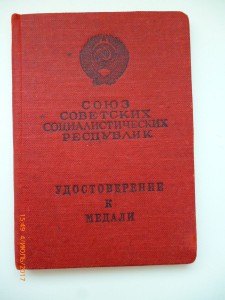 СОЮЗ
СОВЕТСКИХ
СОЦИАЛИСТИЧЕСКИХ
РЕСПУБЛИК
УДОСТОВЕРЕНИЕ
К
МЕДАЛИ